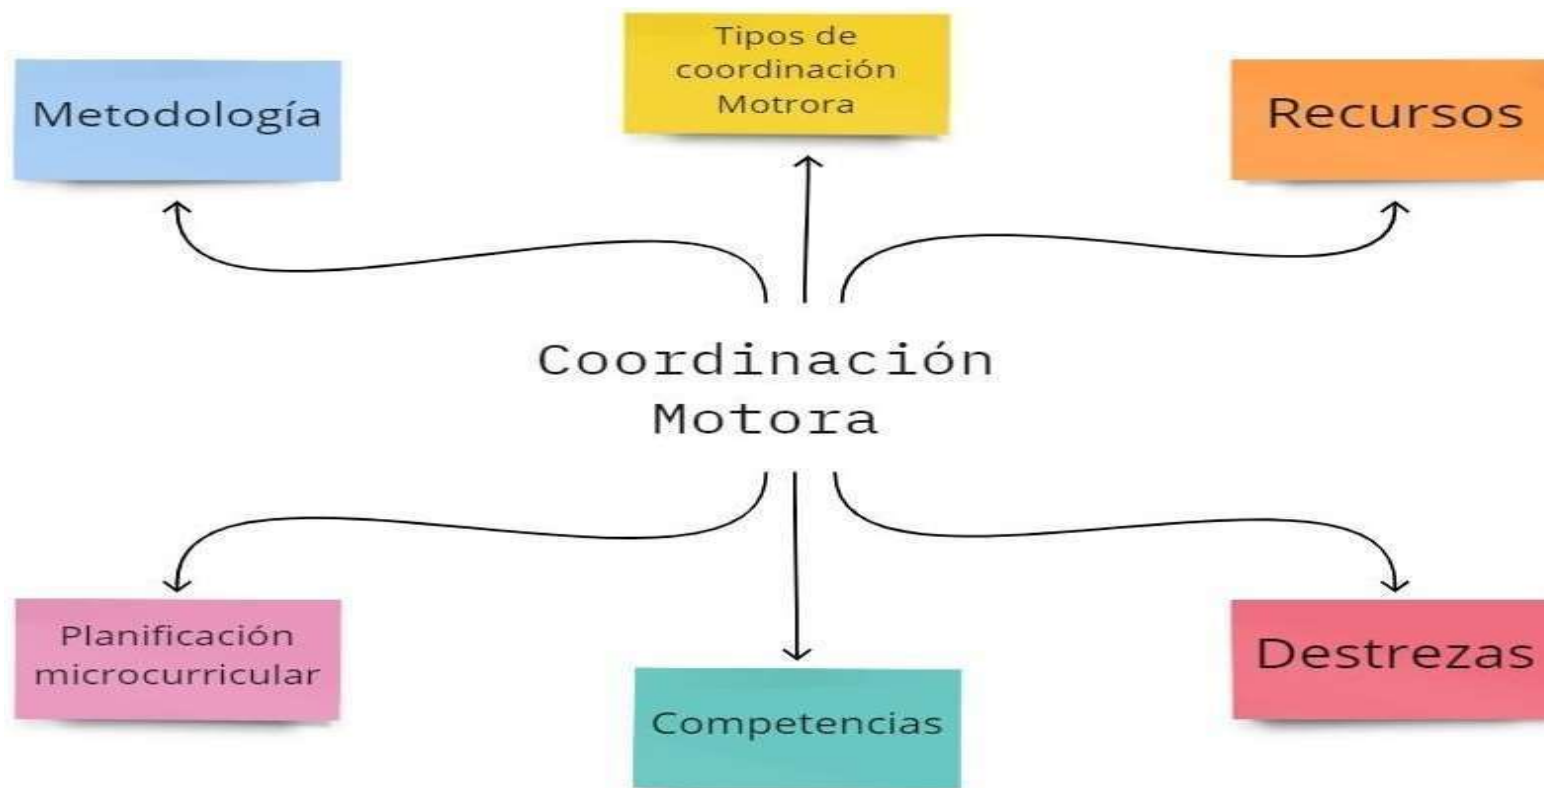 Metodología
Tipos de
coordinación
Motrora
Recursos
Coordinación
Motora
Planificación
microcurricular
Competencias
Destrezas